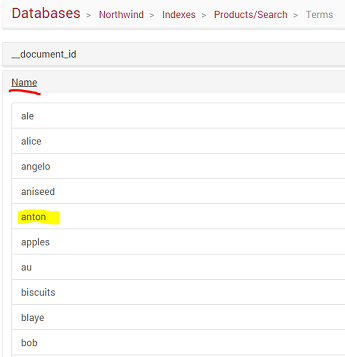 Databases > Northwind > Indexes > Products/Search > Terms
__document_id
Name
ale
alice
angelo
aniseed
anton
apples
au
biscuits
blaye
bob